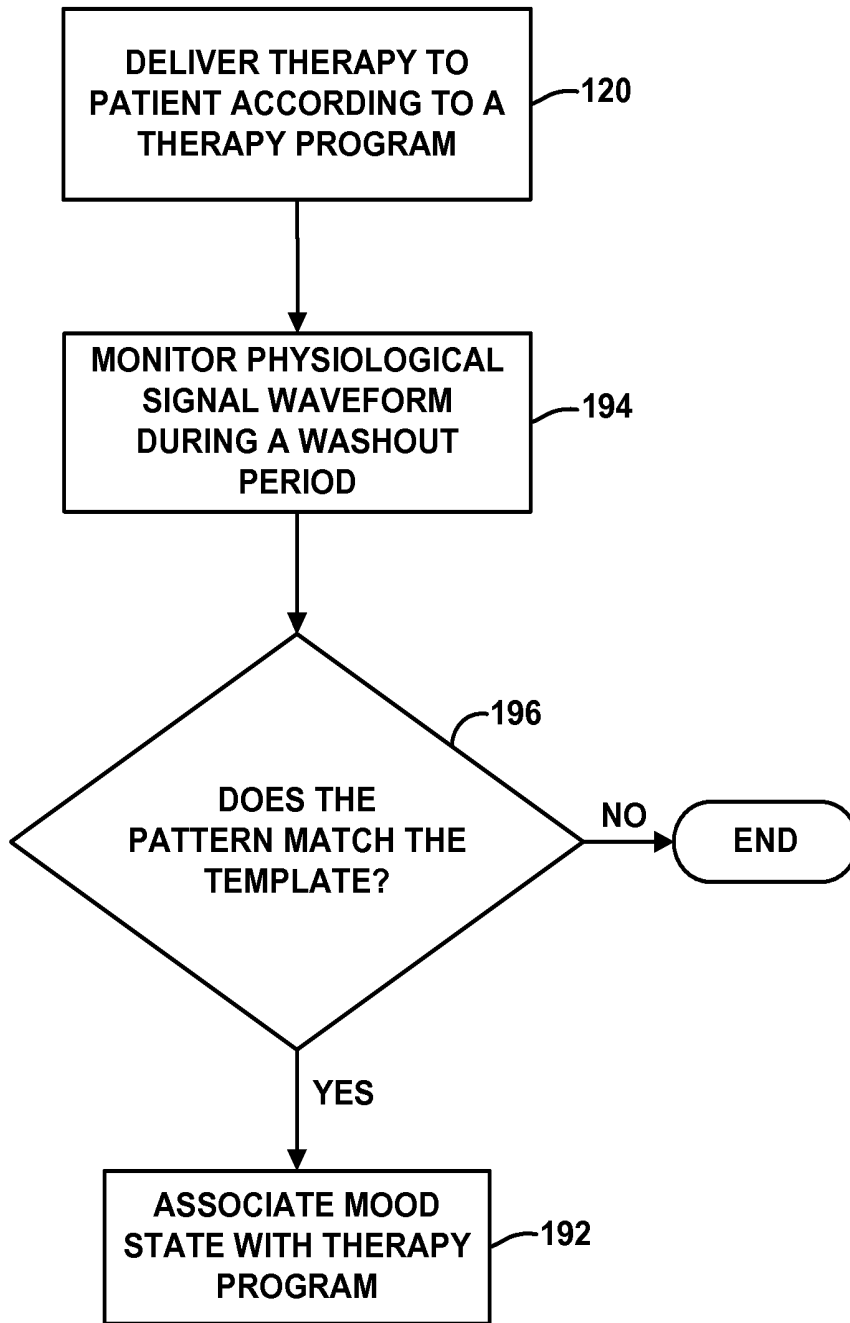 DELIVER THERAPY TO
PATIENT ACCORDING TO A
THERAPY PROGRAM
120
MONITOR PHYSIOLOGICAL
SIGNAL WAVEFORM
DURING A WASHOUT
PERIOD
194
196
DOES THE
PATTERN MATCH THE
TEMPLATE?
NO
END
YES
ASSOCIATE MOOD
STATE WITH THERAPY
PROGRAM
192